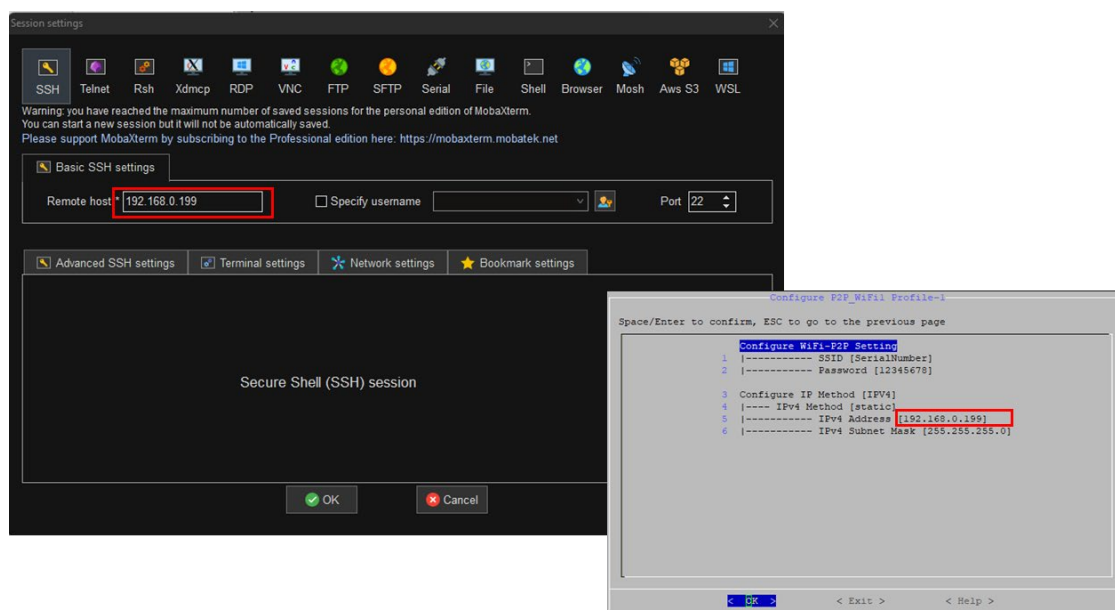 Session settings
SSH Telnet Rsh Xdmcp RDP VNC FTP SFTP Serial File Shell Browser Mosh Aws S3 WSL
Warning: you have reached the maximum number of saved sessions for the personal edition of MobaXterm.
You can start a new session but it will not be automatically saved.
Please support MobaXterm by subscribing to the Professional edition here: https://mobaxterm.mobatek.net
Basic SSH settings
Remote host * 192.168.0.199 Specify username Port 22
Advanced SSH settings Terminal settings Network settings Bookmark settings
Secure Shell (SSH) session
OK Cancel
Configure P2P_WiFi1 Profile-1
Space/Enter to confirm, ESC to go to the previous page
Configure WiFi-P2P Setting
1 |----------- SSID [SerialNumber]
2 |----------- Password [12345678]
3 Configure IP Method [IPV4]
4 |---- IPv4 Method [static]
5 |----------- IPv4 Address [192.168.0.199]
6 |----------- IPv4 Subnet Mask [255.255.255.0]
< OK > < Exit > < Help >